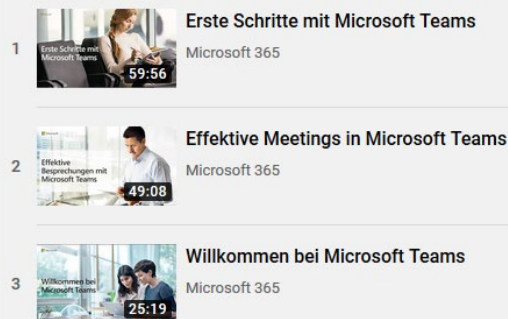 1
Erste Schritte mit
Microsoft Teams
59:56
Erste Schritte mit Microsoft Teams
Microsoft 365
2
Effektive
Besprechungen mit
Microsoft Teams
49:08
Effektive Meetings in Microsoft Teams
Microsoft 365
3
Willkommen bei
Microsoft Teams
25:19
Willkommen bei Microsoft Teams
Microsoft 365